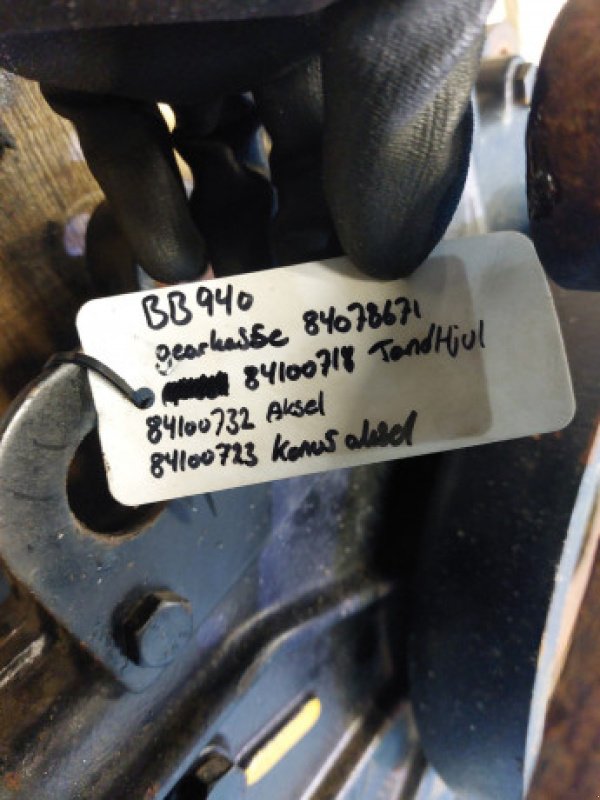 BB940
gearkasse 84078671
84100718 TandHjul
84100732 Aksel
84100723 Konus aksel